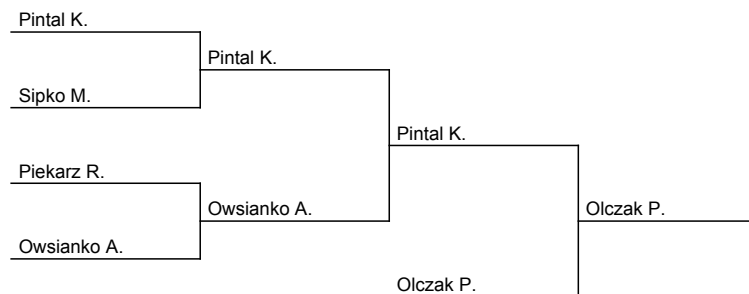 Pintal K.
Pintal K.
Sipko M.
Pintal K.
Piekarz R.
Owsianko A.
Olczak P.
Owsianko A.
Olczak P.